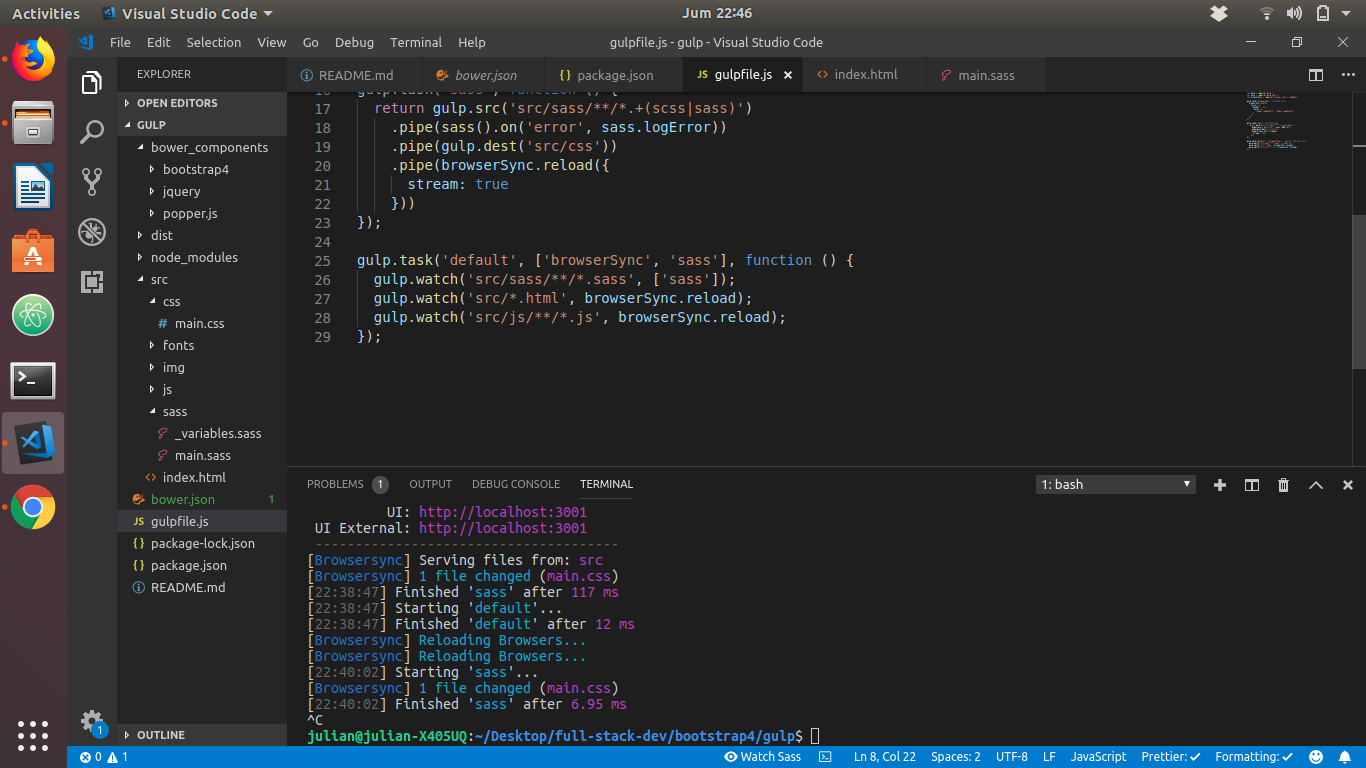 Activities Visual Studio Code Jum 22:46
File Edit Selection View Go Debug Terminal Help gulpfile.js - gulp - Visual Studio Code
EXPLORER
OPEN EDITORS
GULP
bower_components
bootstrap4
jquery
popper.js
dist
node_modules
src
css
# main.css
fonts
img
js
sass
_variables.sass
main.sass
<> index.html
bower.json 1
JS gulpfile.js
{ } package-lock.json
{ } package.json
README.md
OUTLINE
1
README.md bower.json { } package.json JS gulpfile.js <> index.html main.sass
16 gulp.task('sass', function () {
17 return gulp.src('src/sass/**/*.+(scss|sass)')
18 .pipe(sass().on('error', sass.logError))
19 .pipe(gulp.dest('src/css'))
20 .pipe(browserSync.reload({
21 stream: true
22 }))
23 });
24
25 gulp.task('default', ['browserSync', 'sass'], function () {
26 gulp.watch('src/sass/**/*.sass', ['sass']);
27 gulp.watch('src/*.html', browserSync.reload);
28 gulp.watch('src/js/**/*.js', browserSync.reload);
29 });
PROBLEMS 1 OUTPUT DEBUG CONSOLE TERMINAL 1: bash
UI: http://localhost:3001
UI External: http://localhost:3001
--------------------------------------
[Browsersync] Serving files from: src
[Browsersync] 1 file changed (main.css)
[22:38:47] Finished 'sass' after 117 ms
[22:38:47] Starting 'default'...
[22:38:47] Finished 'default' after 12 ms
[Browsersync] Reloading Browsers...
[Browsersync] Reloading Browsers...
[22:40:02] Starting 'sass'...
[Browsersync] 1 file changed (main.css)
[22:40:02] Finished 'sass' after 6.95 ms
^C
julian@julian-X405UQ:~/Desktop/full-stack-dev/bootstrap4/gulp$
0 1 Watch Sass Ln 8, Col 22 Spaces: 2 UTF-8 LF JavaScript Prettier: ✓ Formatting: ✓